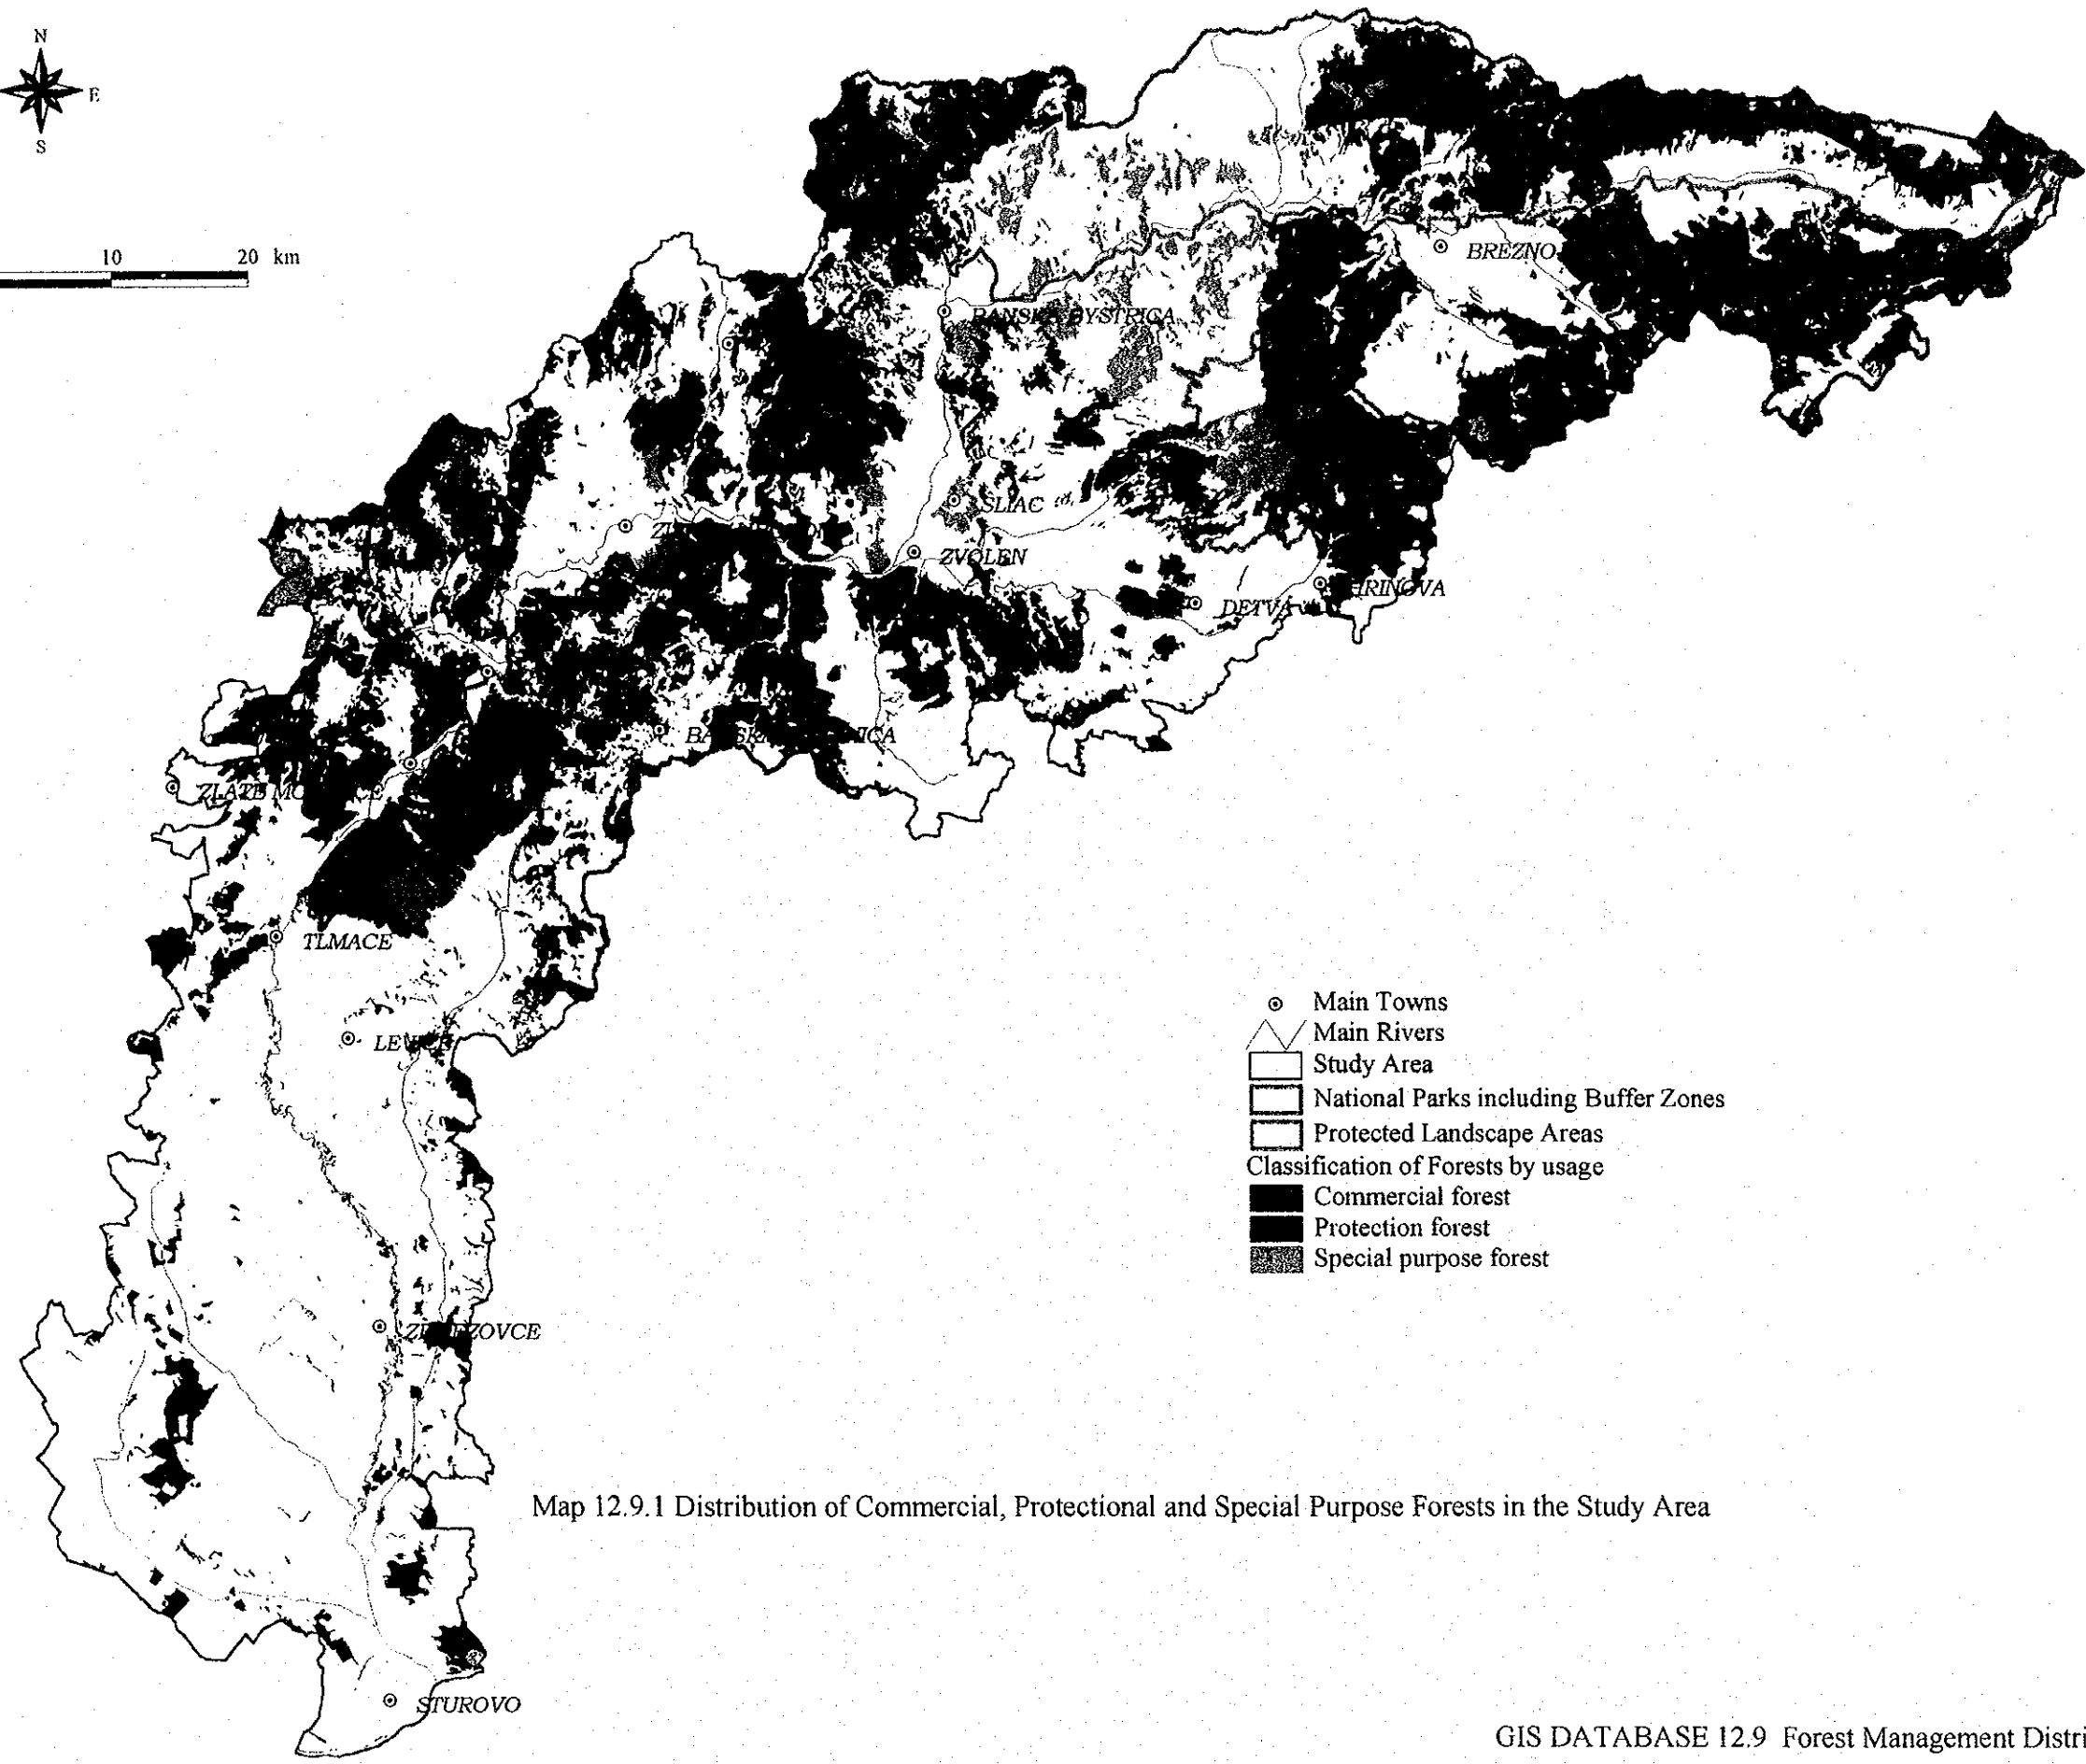 N
E
S
10 20 km
BREZNO
BANSKA BYSTRICA
SLIAC
ZVOLEN
HRINOVA
DETVA
TLMACE
STUROVO
Main Towns
Main Rivers
Study Area
National Parks including Buffer Zones
Protected Landscape Areas
Classification of Forests by usage
Commercial forest
Protection forest
Special purpose forest
Map 12.9.1 Distribution of Commercial, Protectional and Special Purpose Forests in the Study Area
GIS DATABASE 12.9 Forest Management Distri